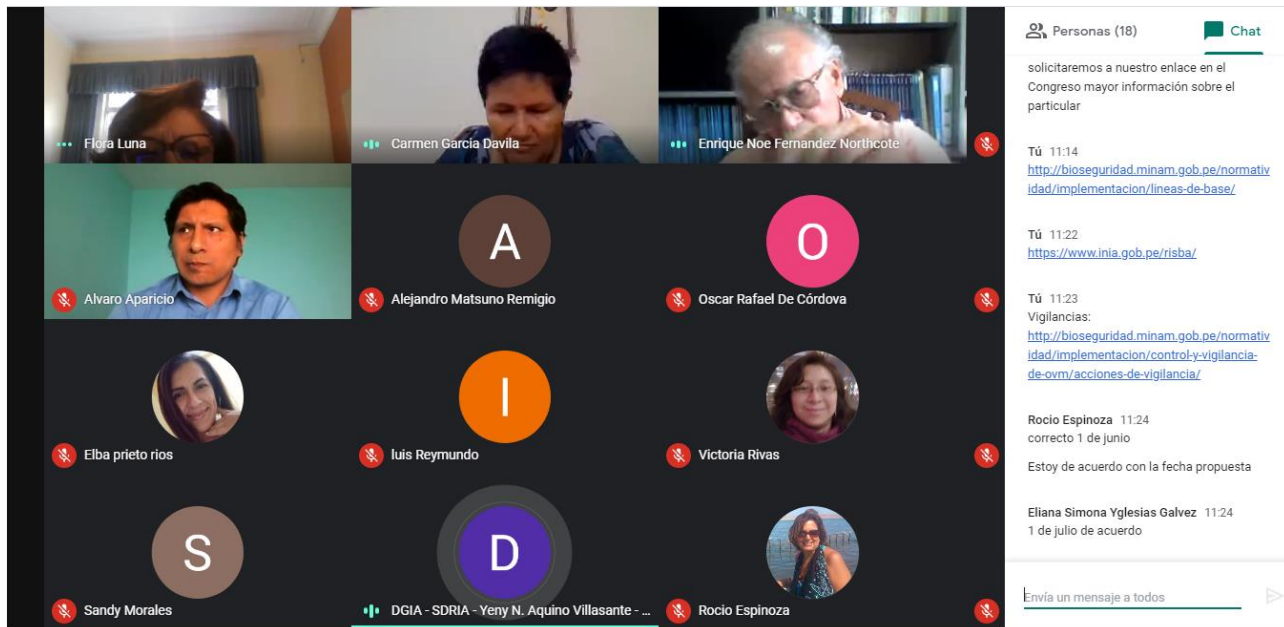 Flora Luna
Carmen García Davila
Enrique Noe Fernandez Northcote
Alvaro Aparicio
A
Alejandro Matsuno Remigio
O
Oscar Rafael De Córdova
Elba prieto rios
I
luis Reymundo
Victoria Rivas
S
Sandy Morales
D
DGIA - SDRIA - Yeny N. Aquino Villasante - ...
Rocio Espinoza
Personas (18)
Chat
solicitaremos a nuestro enlace en el
Congreso mayor información sobre el
particular
Tú 11:14
http://bioseguridad.minam.gob.pe/normativ
idad/implementacion/lineas-de-base/
Tú 11:22
https://www.inia.gob.pe/risba/
Tú 11:23
Vigilancias:
http://bioseguridad.minam.gob.pe/normativ
idad/implementacion/control-y-vigilancia-
de-ovm/acciones-de-vigilancia/
Rocio Espinoza 11:24
correcto 1 de junio
Estoy de acuerdo con la fecha propuesta
Eliana Simona Yglesias Galvez 11:24
1 de julio de acuerdo
Envía un mensaje a todos